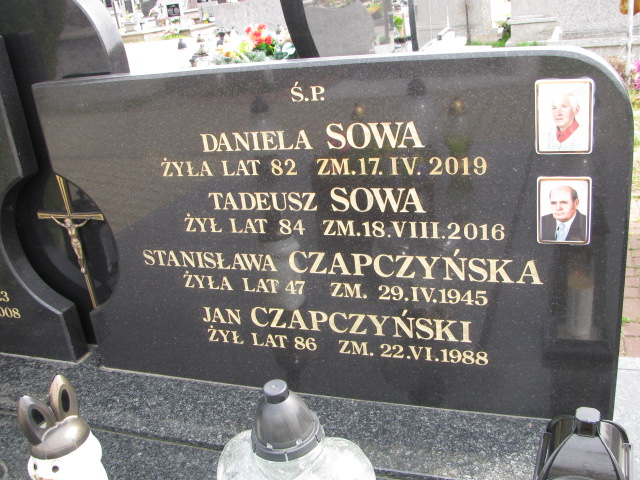 Ś.P.
DANIELA SOWA
ŻYŁA LAT 82 ZM.17.IV.2019
TADEUSZ SOWA
ŻYŁ LAT 84 ZM.18.VIII.2016
STANISŁAWA CZAPCZYŃSKA
ŻYŁA LAT 47 ZM. 29.IV.1945
JAN CZAPCZYŃSKI
ŻYŁ LAT 86 ZM. 22.VI.1988